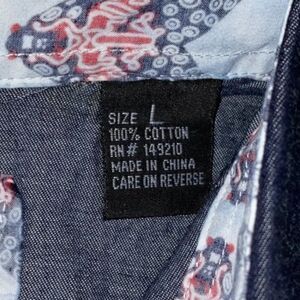 SIZE L
100% COTTON
RN# 149210
MADE IN CHINA
CARE ON REVERSE